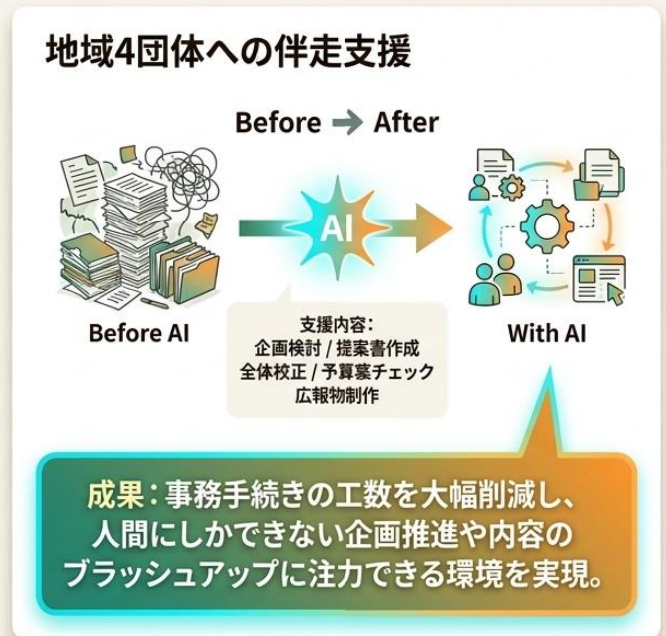 地域4団体への伴走支援
Before → After
AI
Before AI
支援内容:
企画検討 / 提案書作成
全体校正 / 予算墓チェック
広報物制作
With AI
成果:事務手続きの工数を大幅削減し、
人間にしかできない企画推進や内容の
ブラッシュアップに注力できる環境を実現。